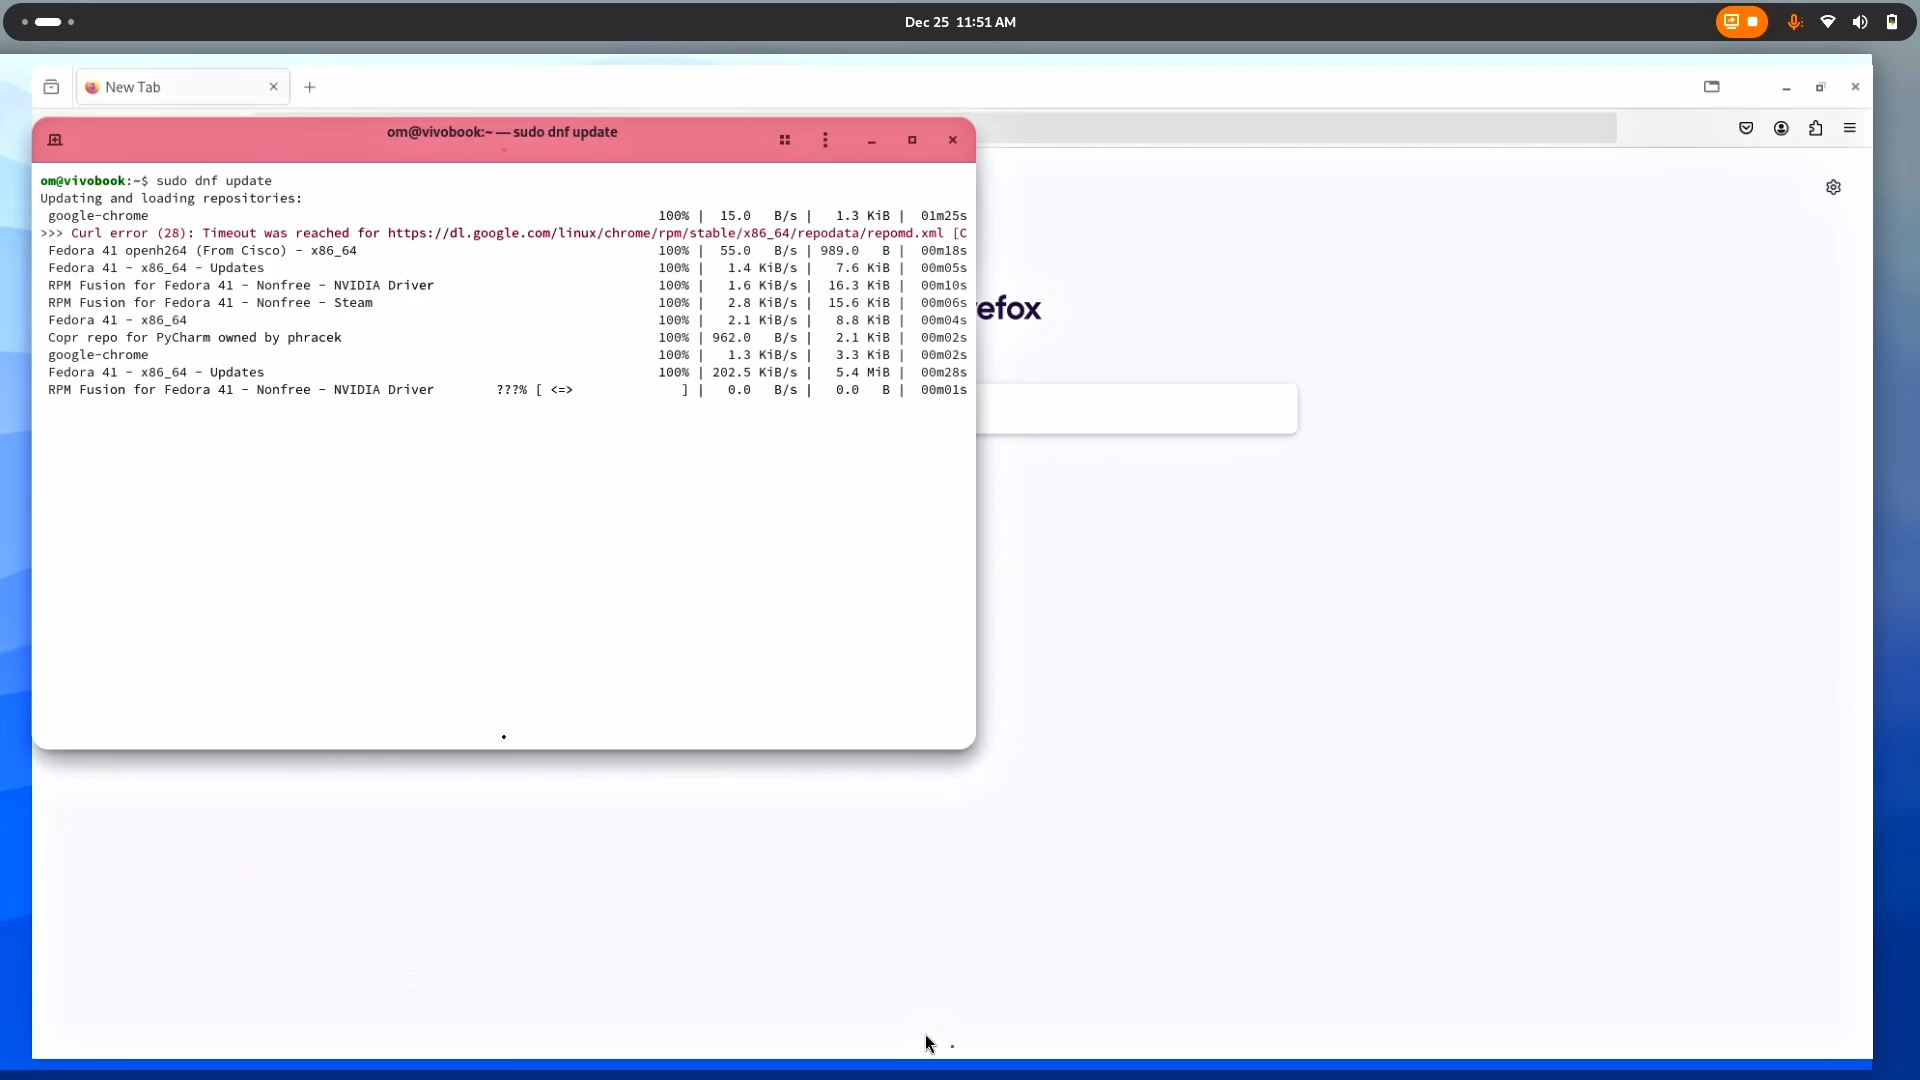 Dec 25 11:51 AM
New Tab
om@vivobook:~ — sudo dnf update
om@vivobook:~$ sudo dnf update
Updating and loading repositories:
google-chrome 100% | 15.0 B/s | 1.3 KiB | 01m25s
>>> Curl error (28): Timeout was reached for https://dl.google.com/linux/chrome/rpm/stable/x86_64/repodata/repomd.xml [C
Fedora 41 openh264 (From Cisco) - x86_64 100% | 55.0 B/s | 989.0 B | 00m18s
Fedora 41 - x86_64 - Updates 100% | 1.4 KiB/s | 7.6 KiB | 00m05s
RPM Fusion for Fedora 41 - Nonfree - NVIDIA Driver 100% | 1.6 KiB/s | 16.3 KiB | 00m10s
RPM Fusion for Fedora 41 - Nonfree - Steam 100% | 2.8 KiB/s | 15.6 KiB | 00m06s
Fedora 41 - x86_64 100% | 2.1 KiB/s | 8.8 KiB | 00m04s
Copr repo for PyCharm owned by phracek 100% | 962.0 B/s | 2.1 KiB | 00m02s
google-chrome 100% | 1.3 KiB/s | 3.3 KiB | 00m02s
Fedora 41 - x86_64 - Updates 100% | 202.5 KiB/s | 5.4 MiB | 00m28s
RPM Fusion for Fedora 41 - Nonfree - NVIDIA Driver ???% [ <=> ] | 0.0 B/s | 0.0 B | 00m01s
efox